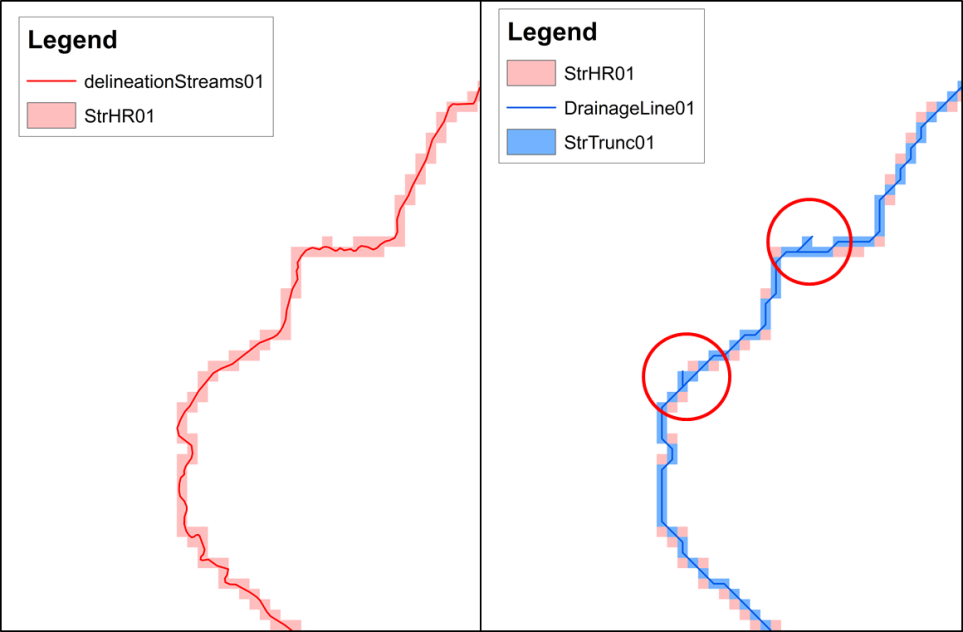 Legend
delineationStreams01
StrHR01
Legend
StrHR01
DrainageLine01
StrTrunc01